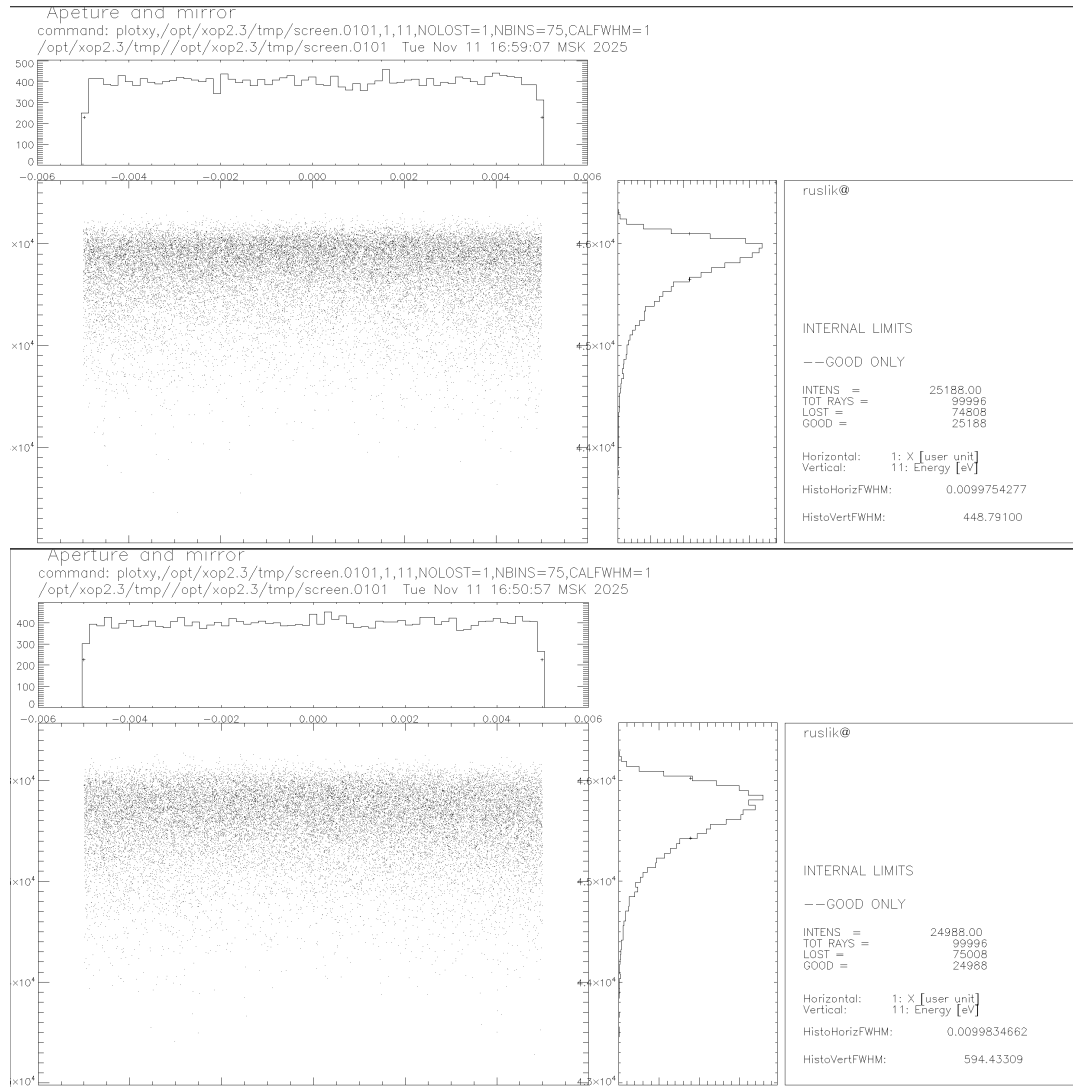 Apeture and mirror
command: plotxy,/opt/xop2.3/tmp/screen.0101,1,11,NOLOST=1,NBINS=75,CALFWHM=1
/opt/xop2.3/tmp//opt/xop2.3/tmp/screen.0101 Tue Nov 11 16:59:07 MSK 2025
500
400
300
200
100
0
-0.006 -0.004 -0.002 0.000 0.002 0.004 0.006
×10⁴
×10⁴
×10⁴
4.6×10⁴
4.5×10⁴
4.4×10⁴
ruslik@
INTERNAL LIMITS
--GOOD ONLY
INTENS = 25188.00
TOT RAYS = 99996
LOST = 74808
GOOD = 25188
Horizontal: 1: X [user unit]
Vertical: 11: Energy [eV]
HistoHorizFWHM: 0.0099754277
HistoVertFWHM: 448.79100
Aperture and mirror
command: plotxy,/opt/xop2.3/tmp/screen.0101,1,11,NOLOST=1,NBINS=75,CALFWHM=1
/opt/xop2.3/tmp//opt/xop2.3/tmp/screen.0101 Tue Nov 11 16:50:57 MSK 2025
400
300
200
100
0
-0.006 -0.004 -0.002 0.000 0.002 0.004 0.006
×10⁴
×10⁴
×10⁴
×10⁴
4.6×10⁴
4.5×10⁴
4.4×10⁴
4.3×10⁴
ruslik@
INTERNAL LIMITS
--GOOD ONLY
INTENS = 24988.00
TOT RAYS = 99996
LOST = 75008
GOOD = 24988
Horizontal: 1: X [user unit]
Vertical: 11: Energy [eV]
HistoHorizFWHM: 0.0099834662
HistoVertFWHM: 594.43309